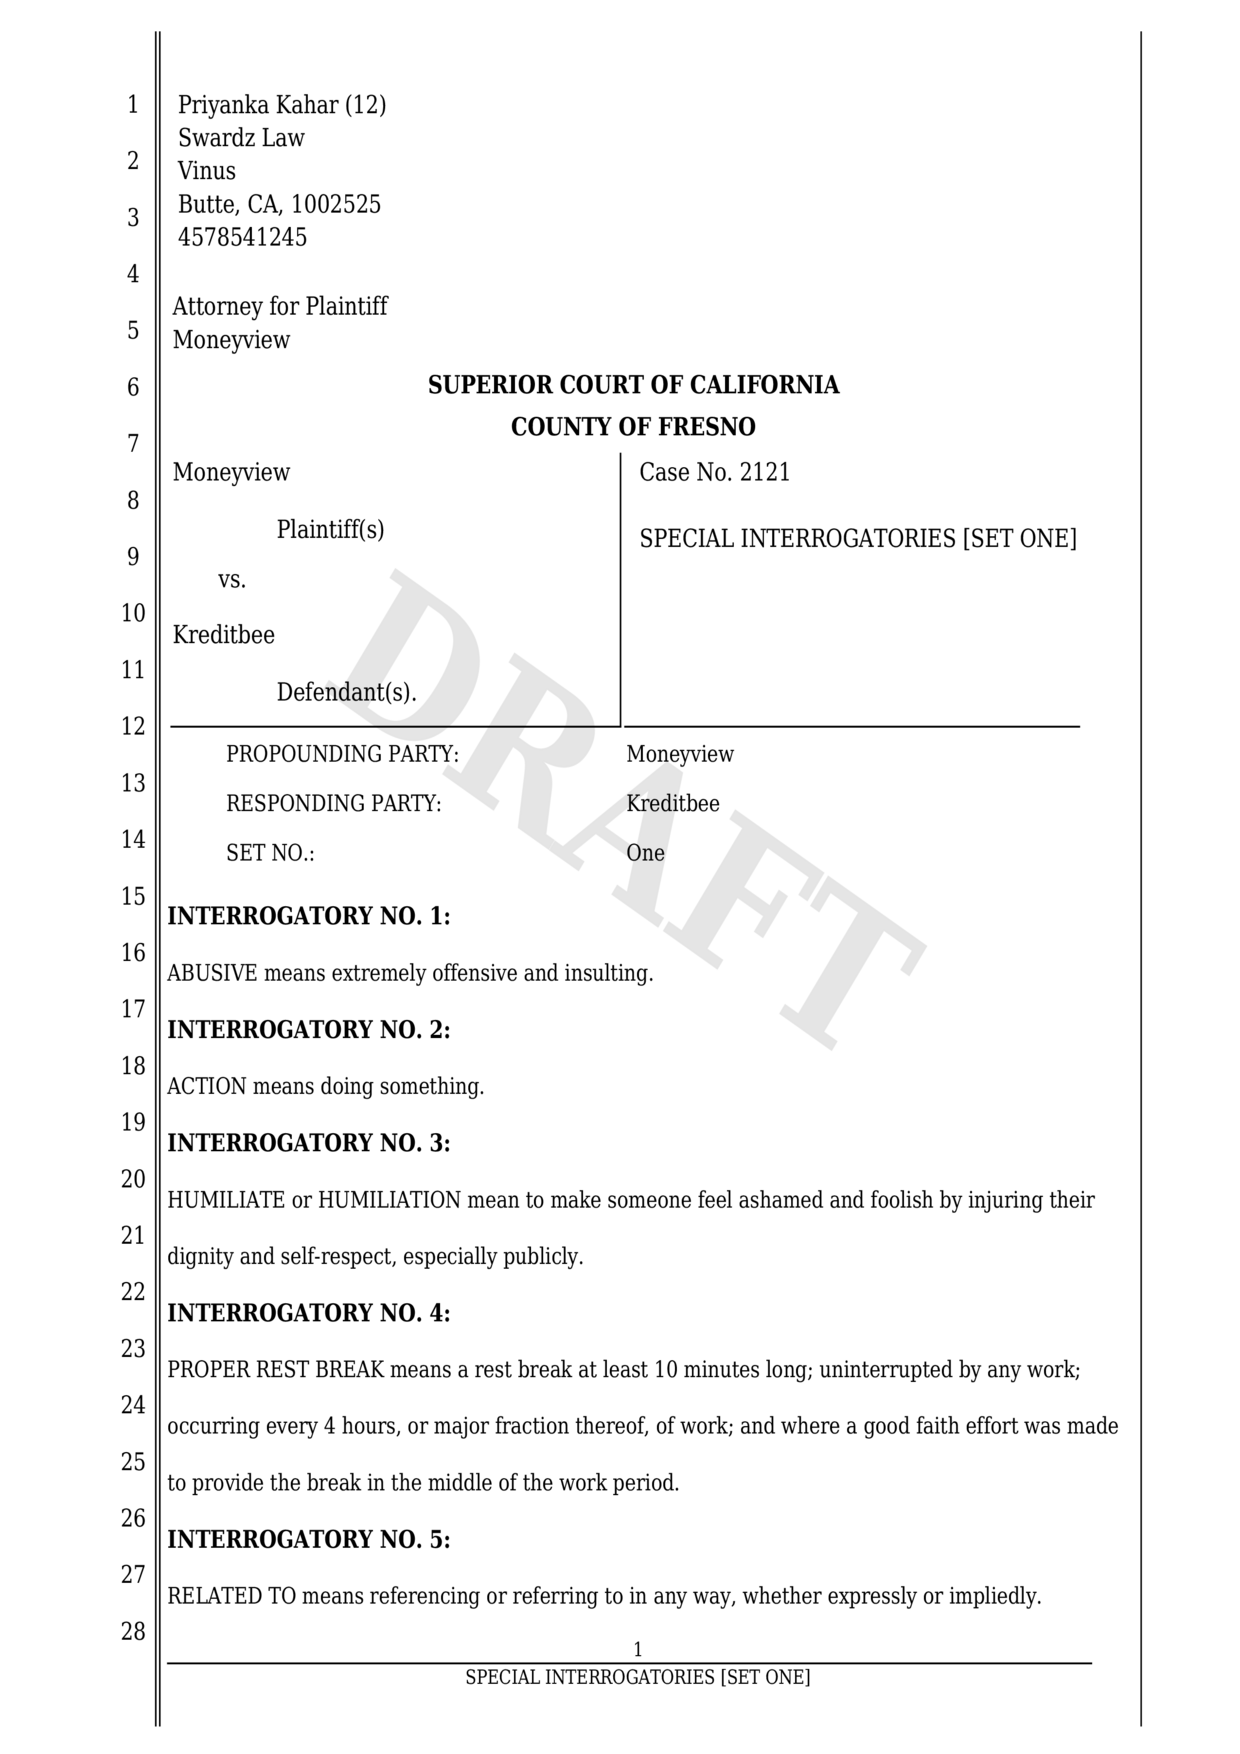 1
2
3
4
5
6
7
8
9
10
11
12
13
14
15
16
17
18
19
20
21
22
23
24
25
26
27
28
Priyanka Kahar (12)
Swardz Law
Vinus
Butte, CA, 1002525
4578541245
Attorney for Plaintiff
Moneyview
SUPERIOR COURT OF CALIFORNIA
COUNTY OF FRESNO
Moneyview
Plaintiff(s)
vs.
Kreditbee
Defendant(s).
Case No. 2121
SPECIAL INTERROGATORIES [SET ONE]
DRAFT
PROPOUNDING PARTY: Moneyview
RESPONDING PARTY: Kreditbee
SET NO.: One
INTERROGATORY NO. 1:
ABUSIVE means extremely offensive and insulting.
INTERROGATORY NO. 2:
ACTION means doing something.
INTERROGATORY NO. 3:
HUMILIATE or HUMILIATION mean to make someone feel ashamed and foolish by injuring their
dignity and self-respect, especially publicly.
INTERROGATORY NO. 4:
PROPER REST BREAK means a rest break at least 10 minutes long; uninterrupted by any work;
occurring every 4 hours, or major fraction thereof, of work; and where a good faith effort was made
to provide the break in the middle of the work period.
INTERROGATORY NO. 5:
RELATED TO means referencing or referring to in any way, whether expressly or impliedly.
1
SPECIAL INTERROGATORIES [SET ONE]